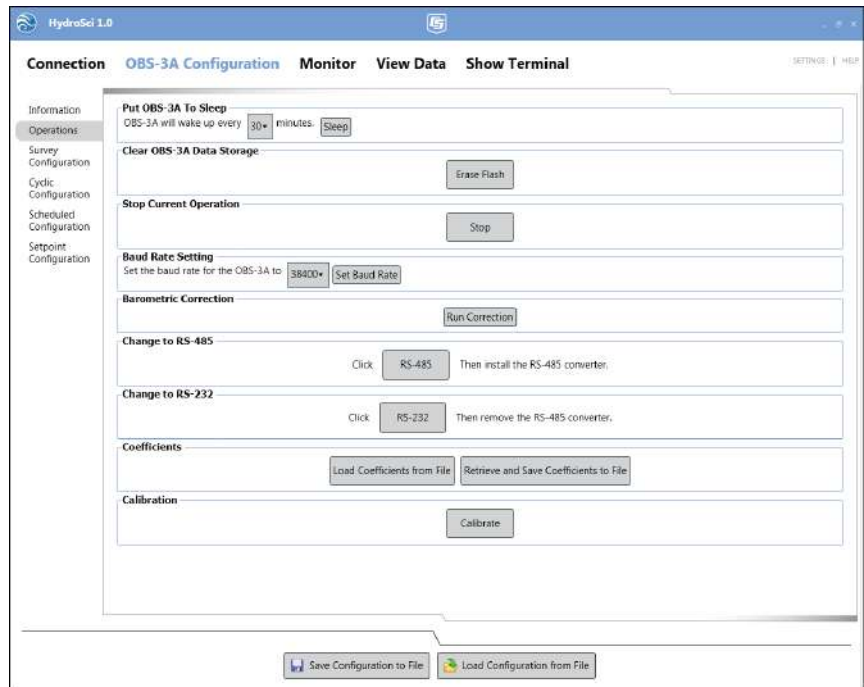 HydroSci 1.0
Connection OBS-3A Configuration Monitor View Data Show Terminal
SETTINGS | HELP
Information
Operations
Survey
Configuration
Cyclic
Configuration
Scheduled
Configuration
Setpoint
Configuration
Put OBS-3A To Sleep
OBS-3A will wake up every 30 minutes. Sleep
Clear OBS-3A Data Storage
Erase Flash
Stop Current Operation
Stop
Baud Rate Setting
Set the baud rate for the OBS-3A to 38400 Set Baud Rate
Barometric Correction
Run Correction
Change to RS-485
Click RS-485 Then install the RS-485 converter.
Change to RS-232
Click RS-232 Then remove the RS-485 converter.
Coefficients
Load Coefficients from File Retrieve and Save Coefficients to File
Calibration
Calibrate
Save Configuration to File Load Configuration from File